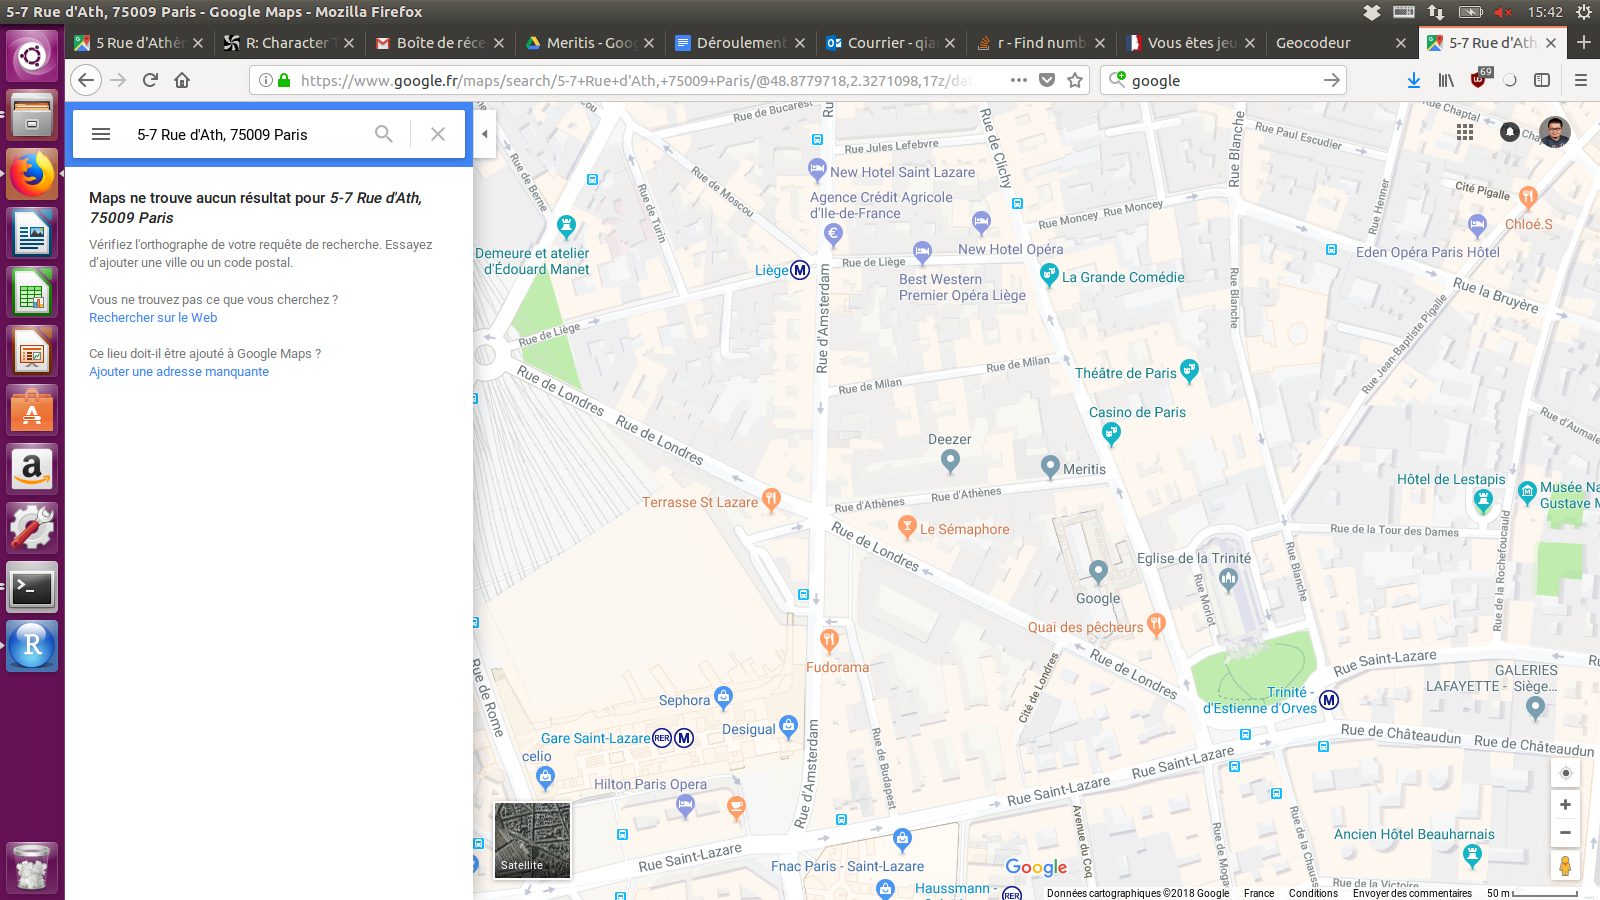 5-7 Rue d'Ath, 75009 Paris - Google Maps - Mozilla Firefox
15:42
5 Rue d'Athèn
R: Character T
Boîte de réce
Meritis - Goog
Déroulement
Courrier - qia
r - Find numb
Vous êtes jeu
Geocodeur
5-7 Rue d'Ath
https://www.google.fr/maps/search/5-7+Rue+d'Ath,+75009+Paris/@48.8779718,2.3271098,17z/dat
google
69
5-7 Rue d'Ath, 75009 Paris
Maps ne trouve aucun résultat pour 5-7 Rue d'Ath,
75009 Paris
Vérifiez l'orthographe de votre requête de recherche. Essayez
d'ajouter une ville ou un code postal.
Vous ne trouvez pas ce que vous cherchez ?
Rechercher sur le Web
Ce lieu doit-il être ajouté à Google Maps ?
Ajouter une adresse manquante
Rue de Bucarest
Rue Jules Lefebvre
Rue de Clichy
Rue Blanche
Rue Paul Escudier
Rue Chaptal
Rue de Berne
Rue de Turin
Rue de Moscou
New Hotel Saint Lazare
Agence Crédit Agricole
d'Ile-de-France
Rue Moncey
Rue Moncey
Rue Henner
Cité Pigalle
Chloé.S
Demeure et atelier
d'Édouard Manet
Liège
Rue de Liège
New Hotel Opéra
Best Western
Premier Opéra Liège
La Grande Comédie
Eden Opéra Paris Hôtel
Rue la Bruyère
Rue de Liège
Rue d'Amsterdam
Rue Blanche
Rue Jean-Baptiste Pigalle
Rue de Londres
Rue de Londres
Rue de Milan
Rue de Milan
Théâtre de Paris
Casino de Paris
Rue d'Aumale
Deezer
Meritis
Terrasse St Lazare
Rue d'Athènes
Rue d'Athènes
Hôtel de Lestapis
Musée Na
Gustave M
Le Sémaphore
Rue de Londres
Rue de la Tour des Dames
Rue de la Rochefoucauld
Eglise de la Trinité
Rue Morlot
Rue Blanche
Google
Quai des pêcheurs
Fudorama
Rue de Londres
Cité de Londres
Rue Saint-Lazare
GALERIES
LAFAYETTE - Siège...
Rue de Rome
Sephora
Desigual
Trinité -
d'Estienne d'Orves
Gare Saint-Lazare
RER
M
celio
Hilton Paris Opera
Rue d'Amsterdam
Rue de Budapest
Rue Saint-Lazare
Rue Saint-Lazare
Rue de Châteaudun
Rue de Châteaudun
Rue de Mogador
Rue de la Chaussée
Avenue du Coq
Ancien Hôtel Beauharnais
Satellite
Rue Saint-Lazare
Fnac Paris - Saint-Lazare
Haussmann -
RER
Google
Rue de la Victoire
Données cartographiques ©2018 Google
France
Conditions
Envoyer des commentaires
50 m